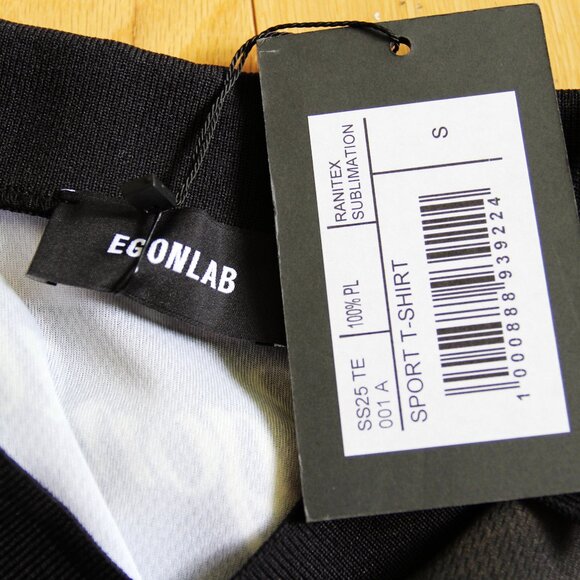 EGONLAB
SS25 TE
001 A
100% PL
RANITEX
SUBLIMATION
SPORT T-SHIRT
S
1000888939224